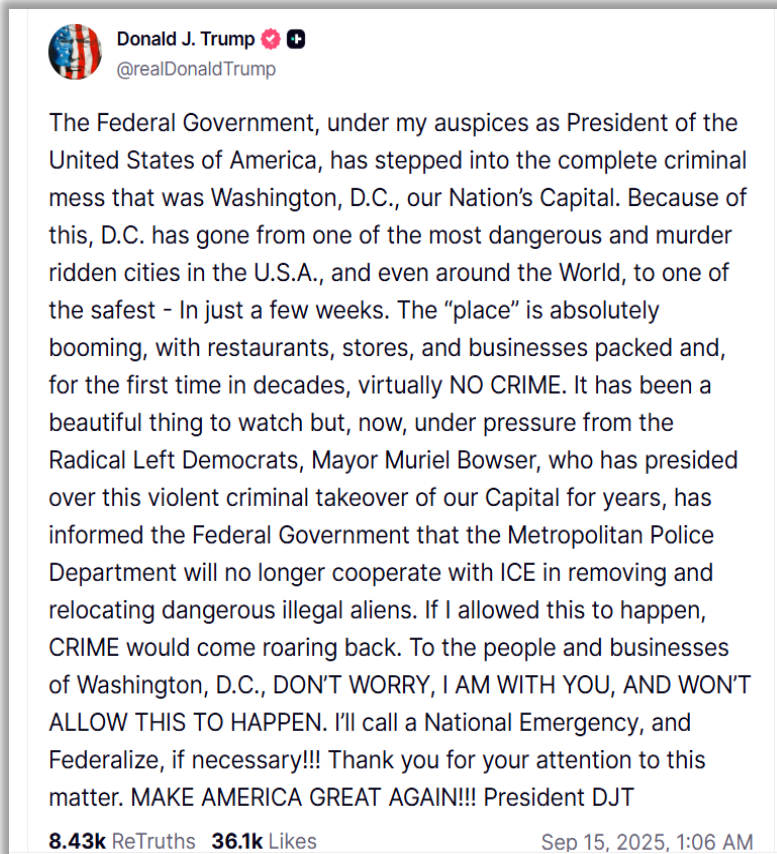 Donald J. Trump
@realDonaldTrump
The Federal Government, under my auspices as President of the
United States of America, has stepped into the complete criminal
mess that was Washington, D.C., our Nation’s Capital. Because of
this, D.C. has gone from one of the most dangerous and murder
ridden cities in the U.S.A., and even around the World, to one of
the safest - In just a few weeks. The “place” is absolutely
booming, with restaurants, stores, and businesses packed and,
for the first time in decades, virtually NO CRIME. It has been a
beautiful thing to watch but, now, under pressure from the
Radical Left Democrats, Mayor Muriel Bowser, who has presided
over this violent criminal takeover of our Capital for years, has
informed the Federal Government that the Metropolitan Police
Department will no longer cooperate with ICE in removing and
relocating dangerous illegal aliens. If I allowed this to happen,
CRIME would come roaring back. To the people and businesses
of Washington, D.C., DON’T WORRY, I AM WITH YOU, AND WON’T
ALLOW THIS TO HAPPEN. I’ll call a National Emergency, and
Federalize, if necessary!!! Thank you for your attention to this
matter. MAKE AMERICA GREAT AGAIN!!! President DJT
8.43k ReTruths 36.1k Likes Sep 15, 2025, 1:06 AM